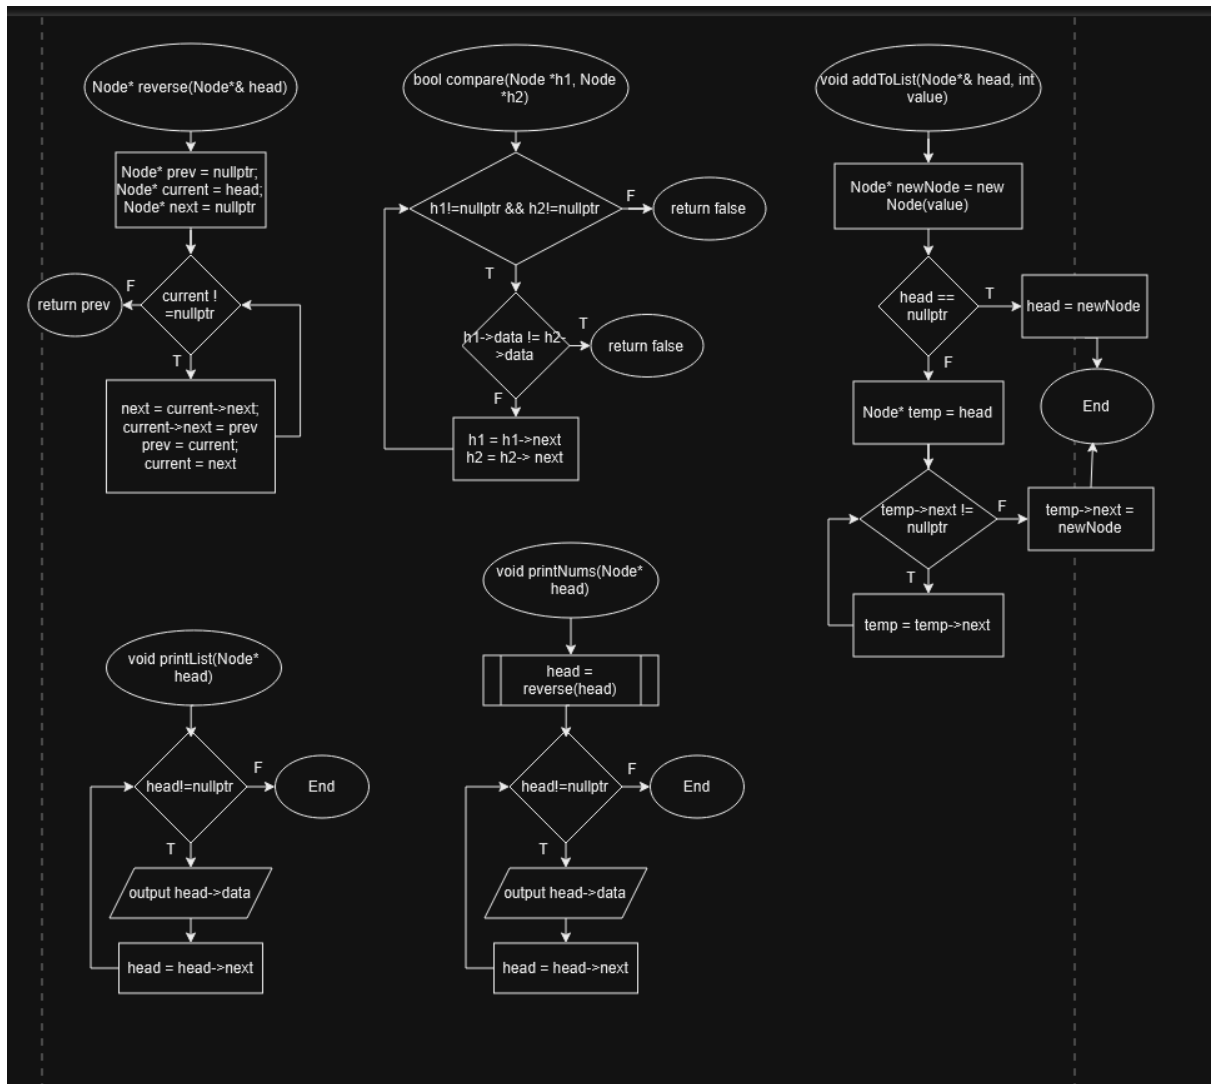 Node* reverse(Node*& head)
Node* prev = nullptr;
Node* current = head;
Node* next = nullptr
current !
=nullptr
F
return prev
T
next = current->next;
current->next = prev
prev = current;
current = next
bool compare(Node *h1, Node
*h2)
h1!=nullptr && h2!=nullptr
F
return false
T
h1->data != h2-
>data
T
return false
F
h1 = h1->next
h2 = h2-> next
void addToList(Node*& head, int
value)
Node* newNode = new
Node(value)
head ==
nullptr
T
head = newNode
End
F
Node* temp = head
temp->next !=
nullptr
F
temp->next =
newNode
T
temp = temp->next
void printList(Node*
head)
head!=nullptr
F
End
T
output head->data
head = head->next
void printNums(Node*
head)
head =
reverse(head)
head!=nullptr
F
End
T
output head->data
head = head->next